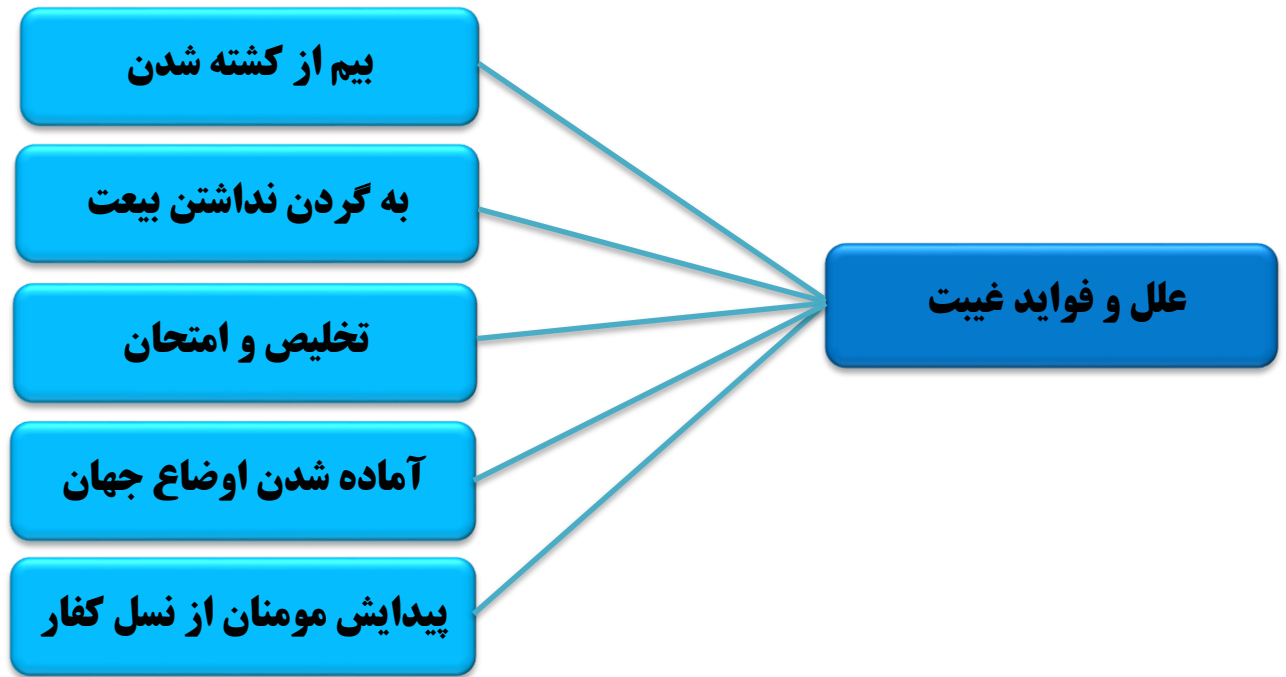 علل و فواید غیبت
بیم از کشته شدن
به گردن نداشتن بیعت
تخلیص و امتحان
آماده شدن اوضاع جهان
پیدایش مومنان از نسل کفار